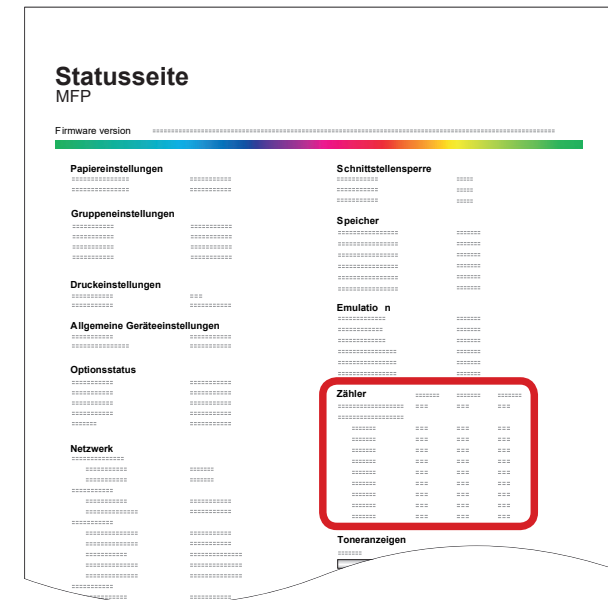 Statusseite
MFP
Firmware version
Papiereinstellungen
Gruppeneinstellungen
Druckeinstellungen
Allgemeine Geräteeinstellungen
Optionsstatus
Netzwerk
Schnittstellensperre
Speicher
Emulatio n
Zähler
Toneranzeigen